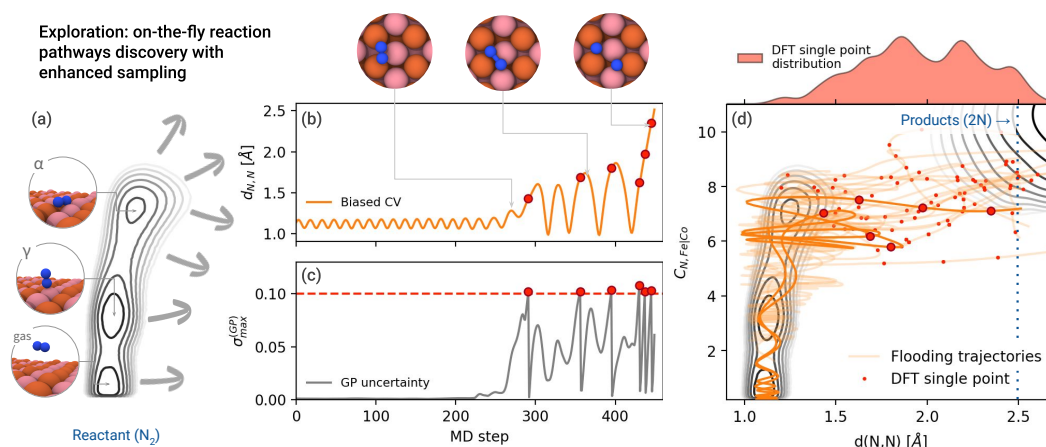 Exploration: on-the-fly reaction
pathways discovery with
enhanced sampling
(a)
α
γ
gas
Reactant (N2)
(b)
dN,N [Å]
2.5
2.0
1.5
1.0
Biased CV
(c)
σmax(GP)
0.10
0.05
0.00
GP uncertainty
0 100 200 300 400
MD step
DFT single point
distribution
(d)
Products (2N) →
CN,Fe|Co
10
8
6
4
2
Flooding trajectories
DFT single point
1.0 1.5 2.0 2.5
d(N,N) [Å]